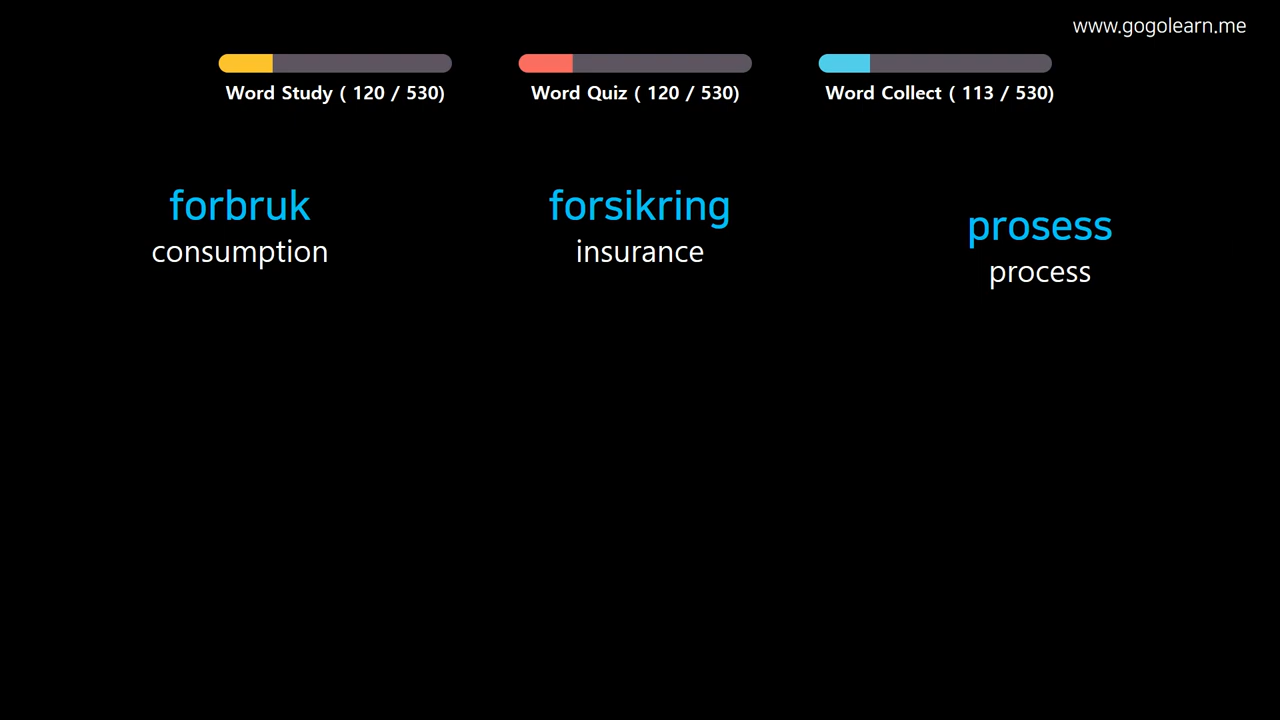 www.gogolearn.me
Word Study ( 120 / 530)
Word Quiz ( 120 / 530)
Word Collect ( 113 / 530)
forbruk
consumption
forsikring
insurance
prosess
process